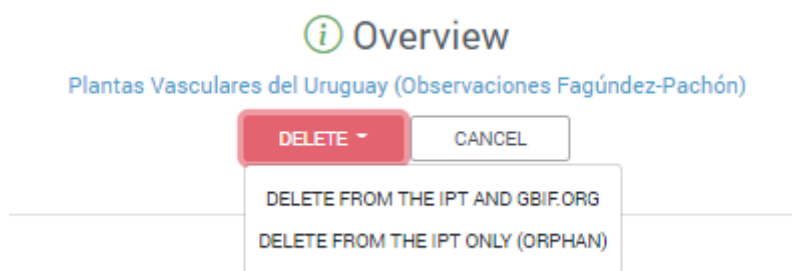 Overview
Plantas Vasculares del Uruguay (Observaciones Fagúndez-Pachón)
DELETE CANCEL
DELETE FROM THE IPT AND GBIF.ORG
DELETE FROM THE IPT ONLY (ORPHAN)